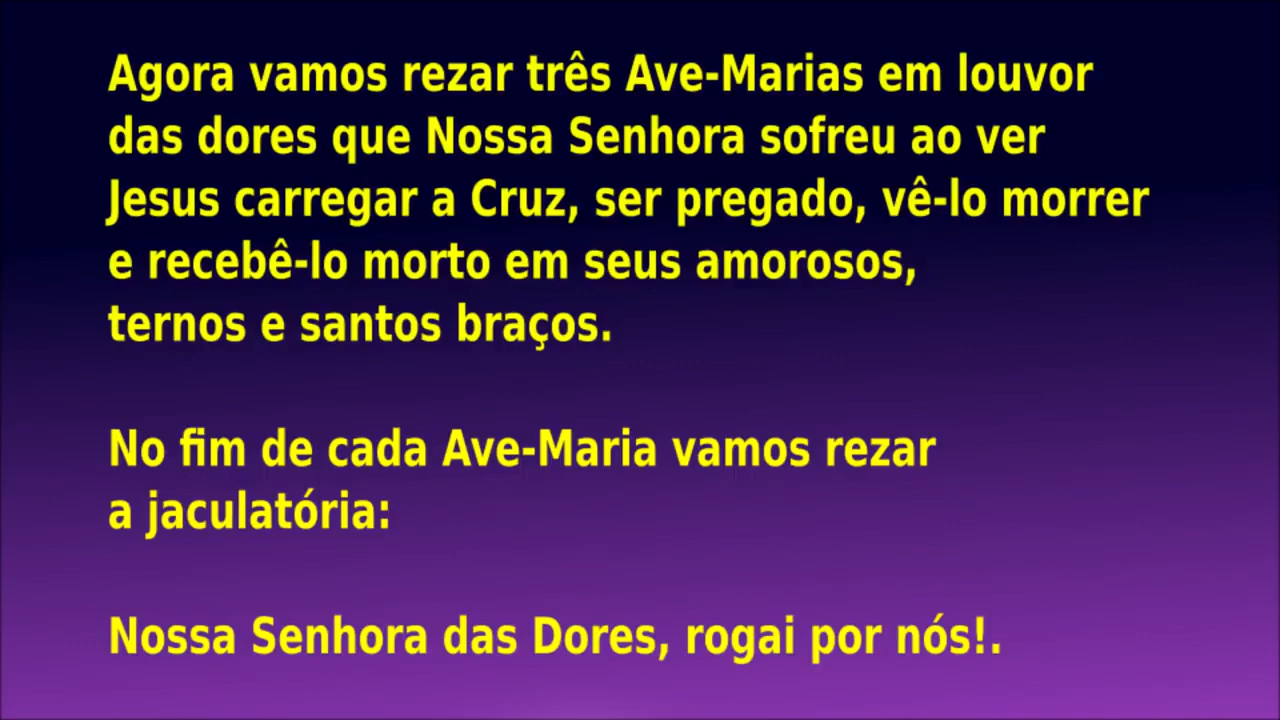 Agora vamos rezar três Ave-Marias em louvor
das dores que Nossa Senhora sofreu ao ver
Jesus carregar a Cruz, ser pregado, vê-lo morrer
e recebê-lo morto em seus amorosos,
ternos e santos braços.
No fim de cada Ave-Maria vamos rezar
a jaculatória:
Nossa Senhora das Dores, rogai por nós!.